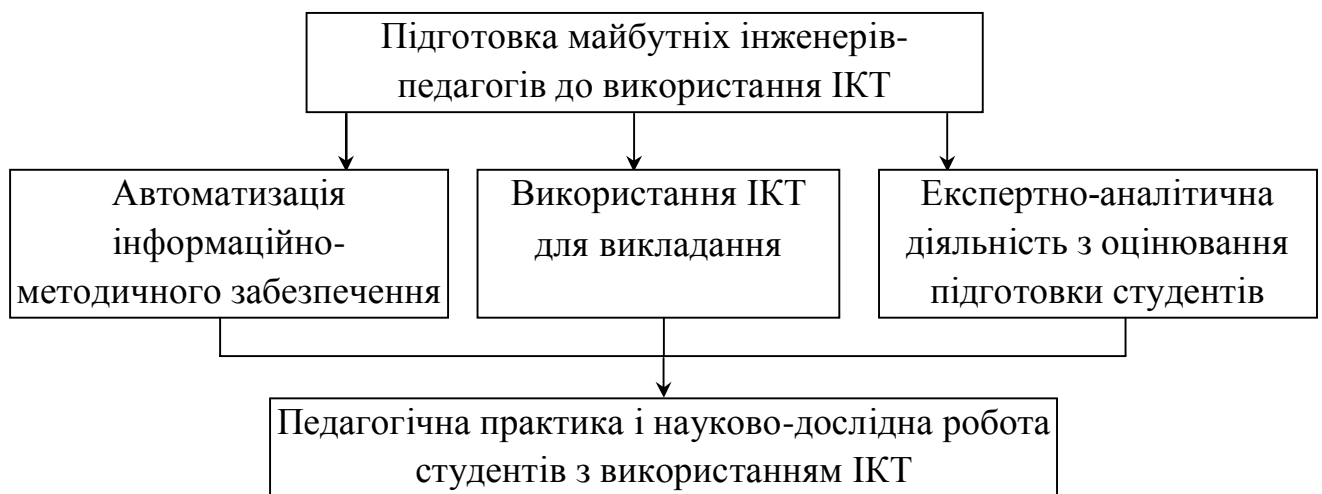 Підготовка майбутніх інженерів-
педагогів до використання ІКТ
Автоматизація
інформаційно-
методичного забезпечення
Використання ІКТ
для викладання
Експертно-аналітична
діяльність з оцінювання
підготовки студентів
Педагогічна практика і науково-дослідна робота
студентів з використанням ІКТ